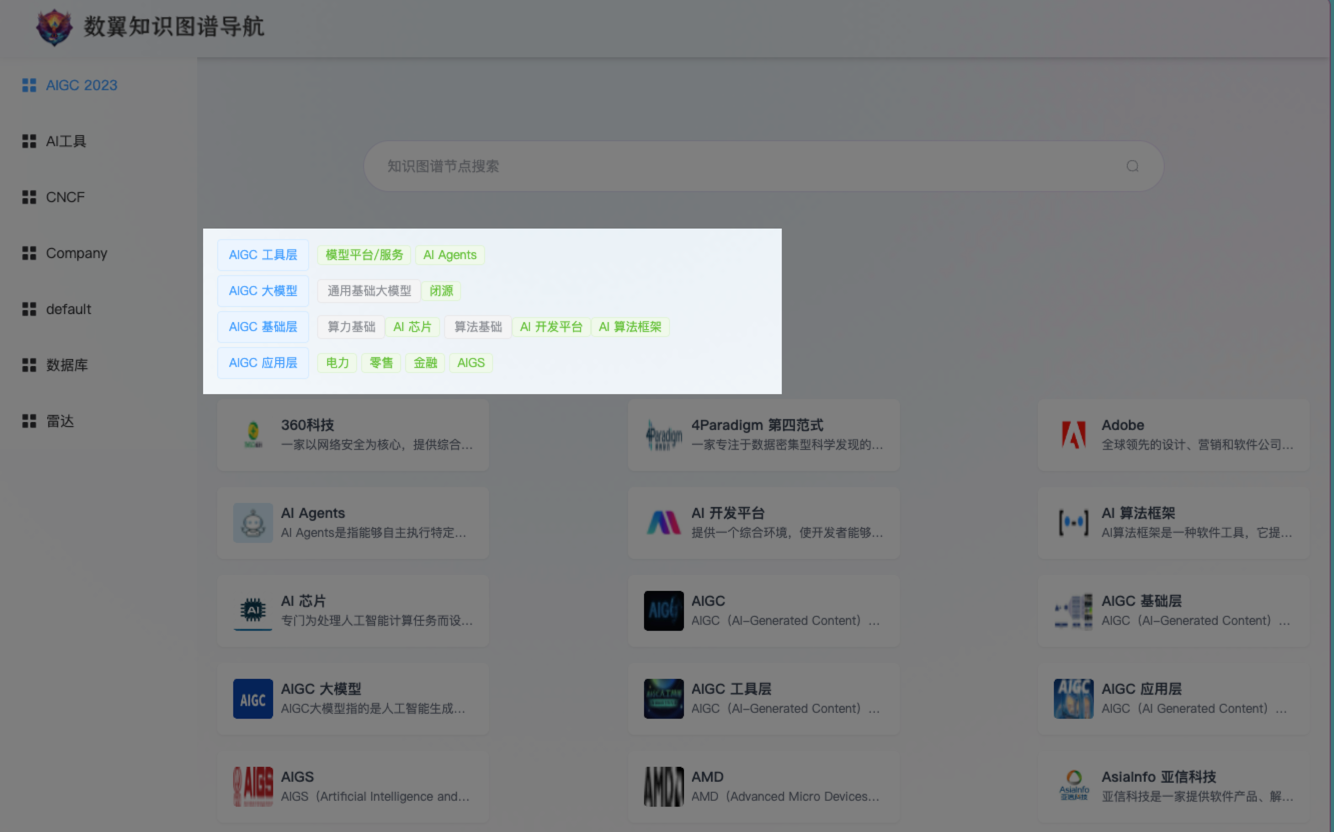 数翼知识图谱导航
AIGC 2023
AI工具
CNCF
Company
default
数据库
雷达
知识图谱节点搜索
AIGC 工具层 模型平台/服务 AI Agents
AIGC 大模型 通用基础大模型 闭源
AIGC 基础层 算力基础 AI 芯片 算法基础 AI 开发平台 AI 算法框架
AIGC 应用层 电力 零售 金融 AIGS
360科技
一家以网络安全为核心，提供综合...
4Paradigm 第四范式
一家专注于数据密集型科学发现的...
Adobe
全球领先的设计、营销和软件公司...
AI Agents
AI Agents是指能够自主执行特定...
AI 开发平台
提供一个综合环境，使开发者能够...
AI 算法框架
AI算法框架是一种软件工具，它提...
AI
AI 芯片
专门为处理人工智能计算任务而设...
AIGC
AIGC
AIGC（AI-Generated Content）...
AIGC 基础层
AIGC（AI-Generated Content）...
AIGC
AIGC 大模型
AIGC大模型指的是人工智能生成...
AIGC 工具层
AIGC（AI-Generated Content）...
AIGC
AIGC 应用层
AIGC（AI Generated Content）...
AIGS
AIGS
AIGS（Artificial Intelligence and...
AMD
AMD
AMD（Advanced Micro Devices...
AsiaInfo
亚信科技
AsiaInfo 亚信科技
亚信科技是一家提供软件产品、解...